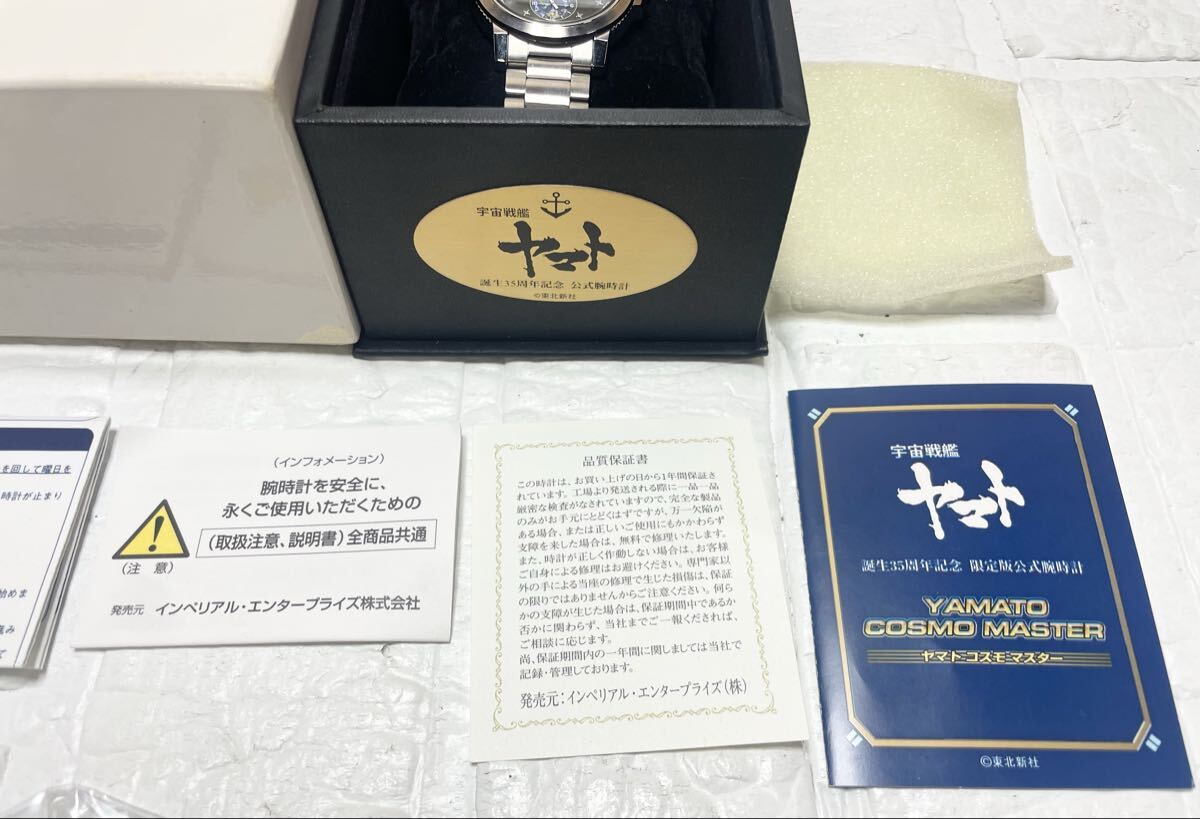 宇宙戦艦
ヤマト
誕生35周年記念 公式腕時計
©東北新社
を回して曜日を
時計が止まり
始めま
進み
て
(インフォメーション)
腕時計を安全に、
永くご使用いただくための
(取扱注意、説明書)全商品共通
(注 意)
発売元 インペリアル・エンタープライズ株式会社
品質保証書
この時計は、お買い上げの日から1年間保証さ
れています。工場より発送される際に一品一品
厳密な検査がなされていますので、完全な製品
のみがお手元にとどくはずですが、万一欠陥が
ある場合、または正しいご使用にもかかわらず
支障を来した場合は、無料で修理いたします。
また、時計が正しく作動しない場合は、お客様
ご自身による修理はお避けください。専門家以
外の手による当座の修理で生じた損傷は、保証
の限りではありませんからご注意ください。何ら
かの支障が生じた場合は、保証期間中であるか
否かに関わらず、当社までご一報くだされば、
ご相談に応じます。
尚、保証期間内の一年間に関しましては当社で
記録・管理しております。
発売元:インペリアル・エンタープライズ(株)
宇宙戦艦
ヤマト
誕生35周年記念 限定版公式腕時計
YAMATO
COSMO MASTER
ヤマトコズモマスター
©東北新社